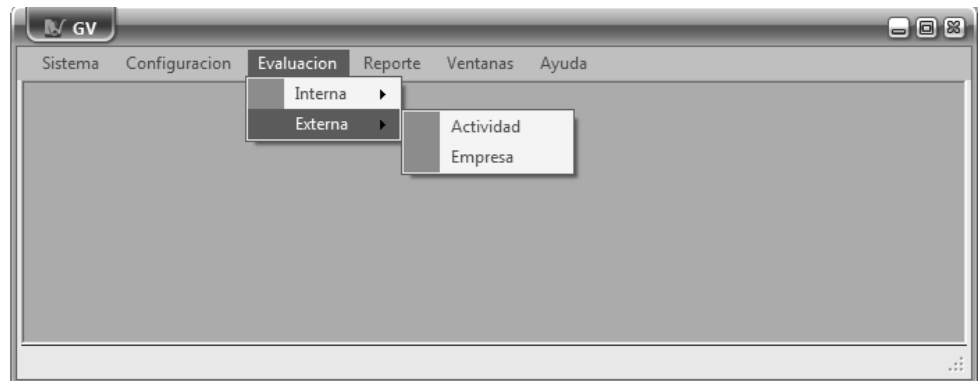 GV
Sistema Configuracion Evaluacion Reporte Ventanas Ayuda
Interna
Externa
Actividad
Empresa